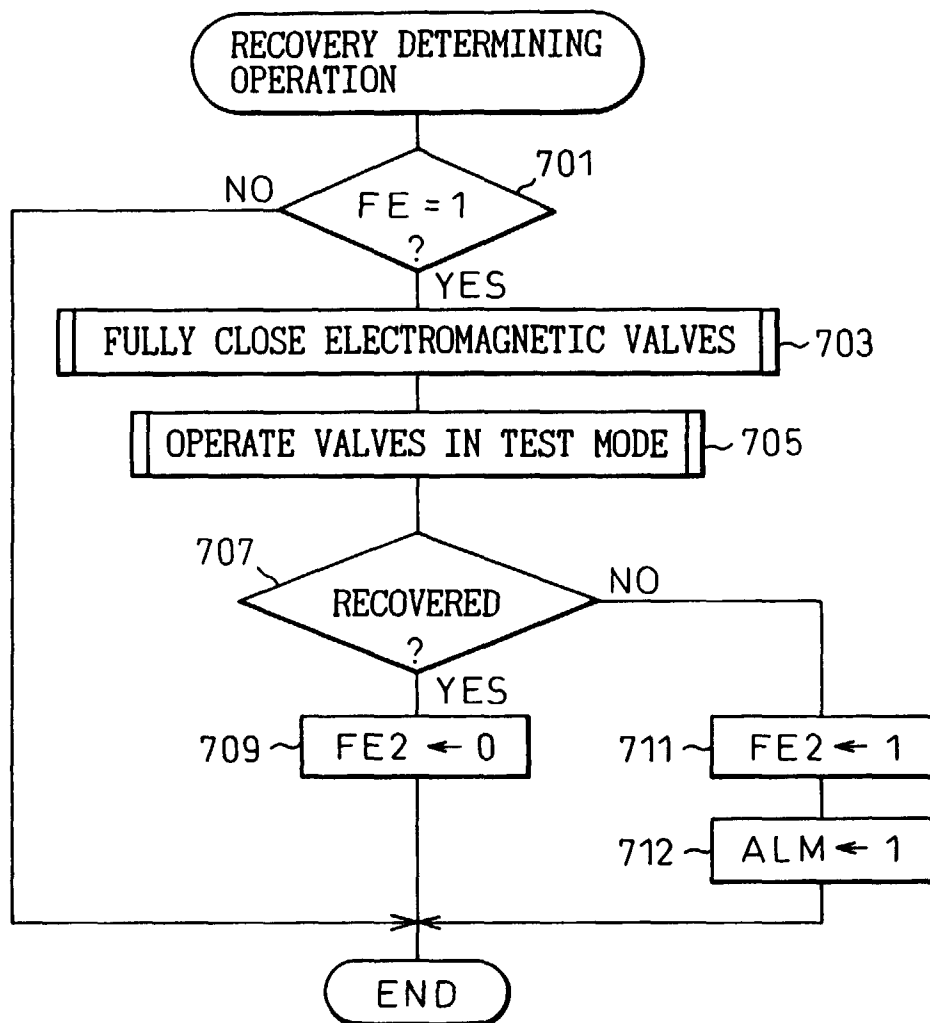 RECOVERY DETERMINING
OPERATION
701
NO
FE = 1
?
YES
FULLY CLOSE ELECTROMAGNETIC VALVES
703
OPERATE VALVES IN TEST MODE
705
707
NO
RECOVERED
?
YES
709
FE2 ← 0
711
FE2 ← 1
712
ALM ← 1
END